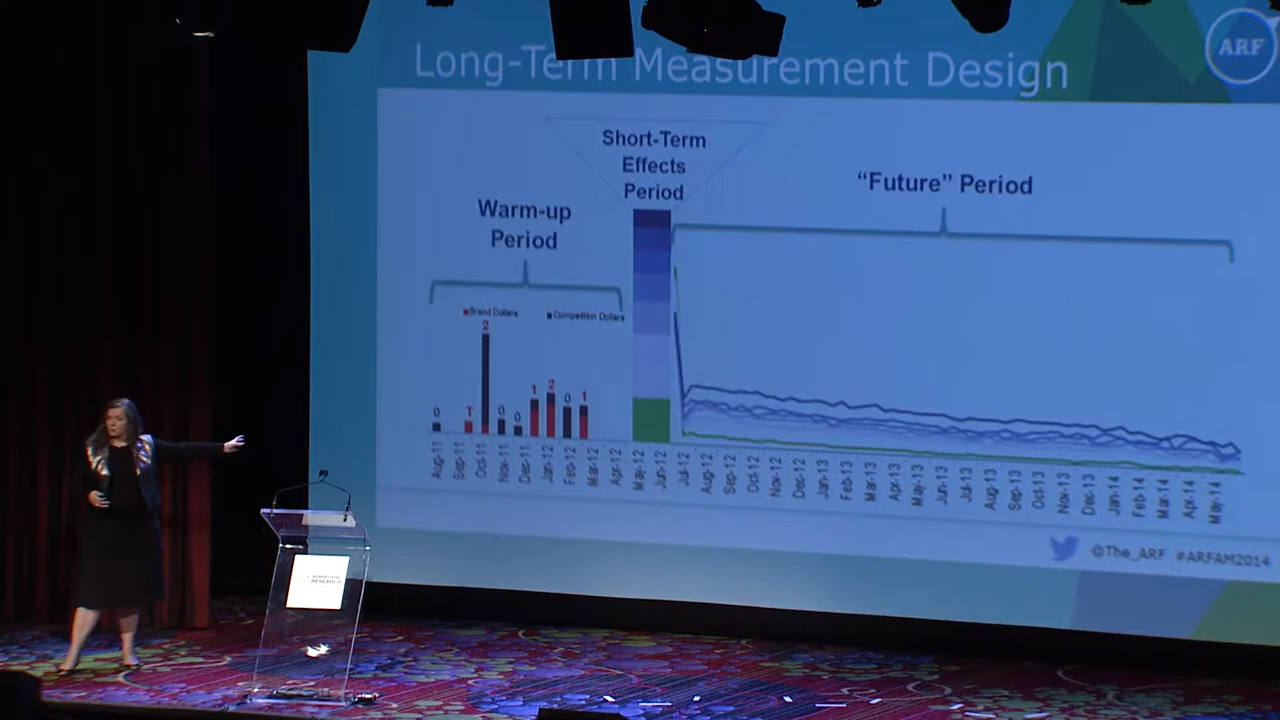 Long-Term Measurement Design
ARF
Short-Term
Effects
Period
"Future" Period
Warm-up
Period
Brand Dollars
Competition Dollars
0
2
0
0
1
2
0
1
Aug-11
Sep-11
Oct-11
Nov-11
Dec-11
Jan-12
Feb-12
Mar-12
Apr-12
May-12
Jun-12
Jul-12
Aug-12
Sep-12
Oct-12
Nov-12
Dec-12
Jan-13
Feb-13
Mar-13
Apr-13
May-13
Jun-13
Jul-13
Aug-13
Sep-13
Oct-13
Nov-13
Dec-13
Jan-14
Feb-14
Mar-14
Apr-14
May-14
@The_ARF #ARFAM2014
RESEARCH